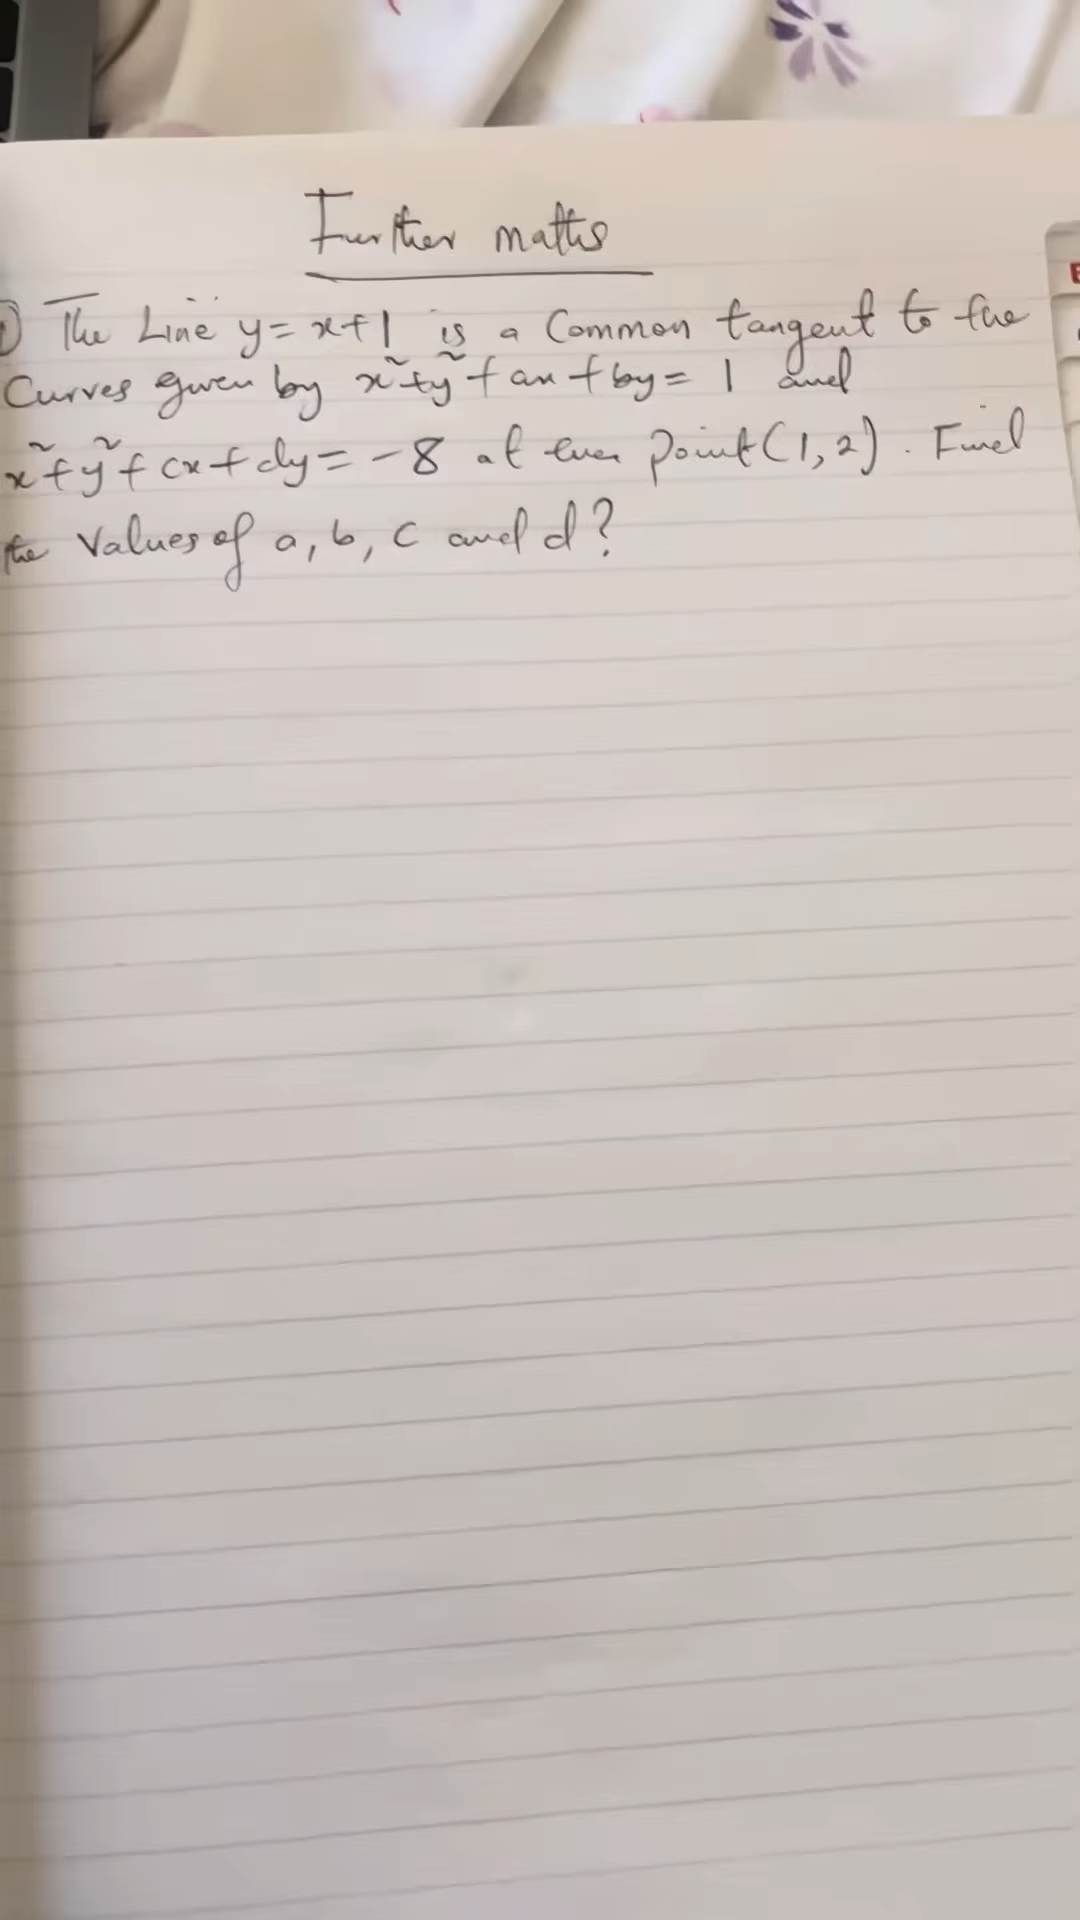 Further maths
1) The Line y = x+1 is a Common tangent to the
Curves given by x²+y²+ax+by = 1 and
x²+y²+cx+dy = -8 at the point (1, 2). Find
the Values of a, b, c and d?